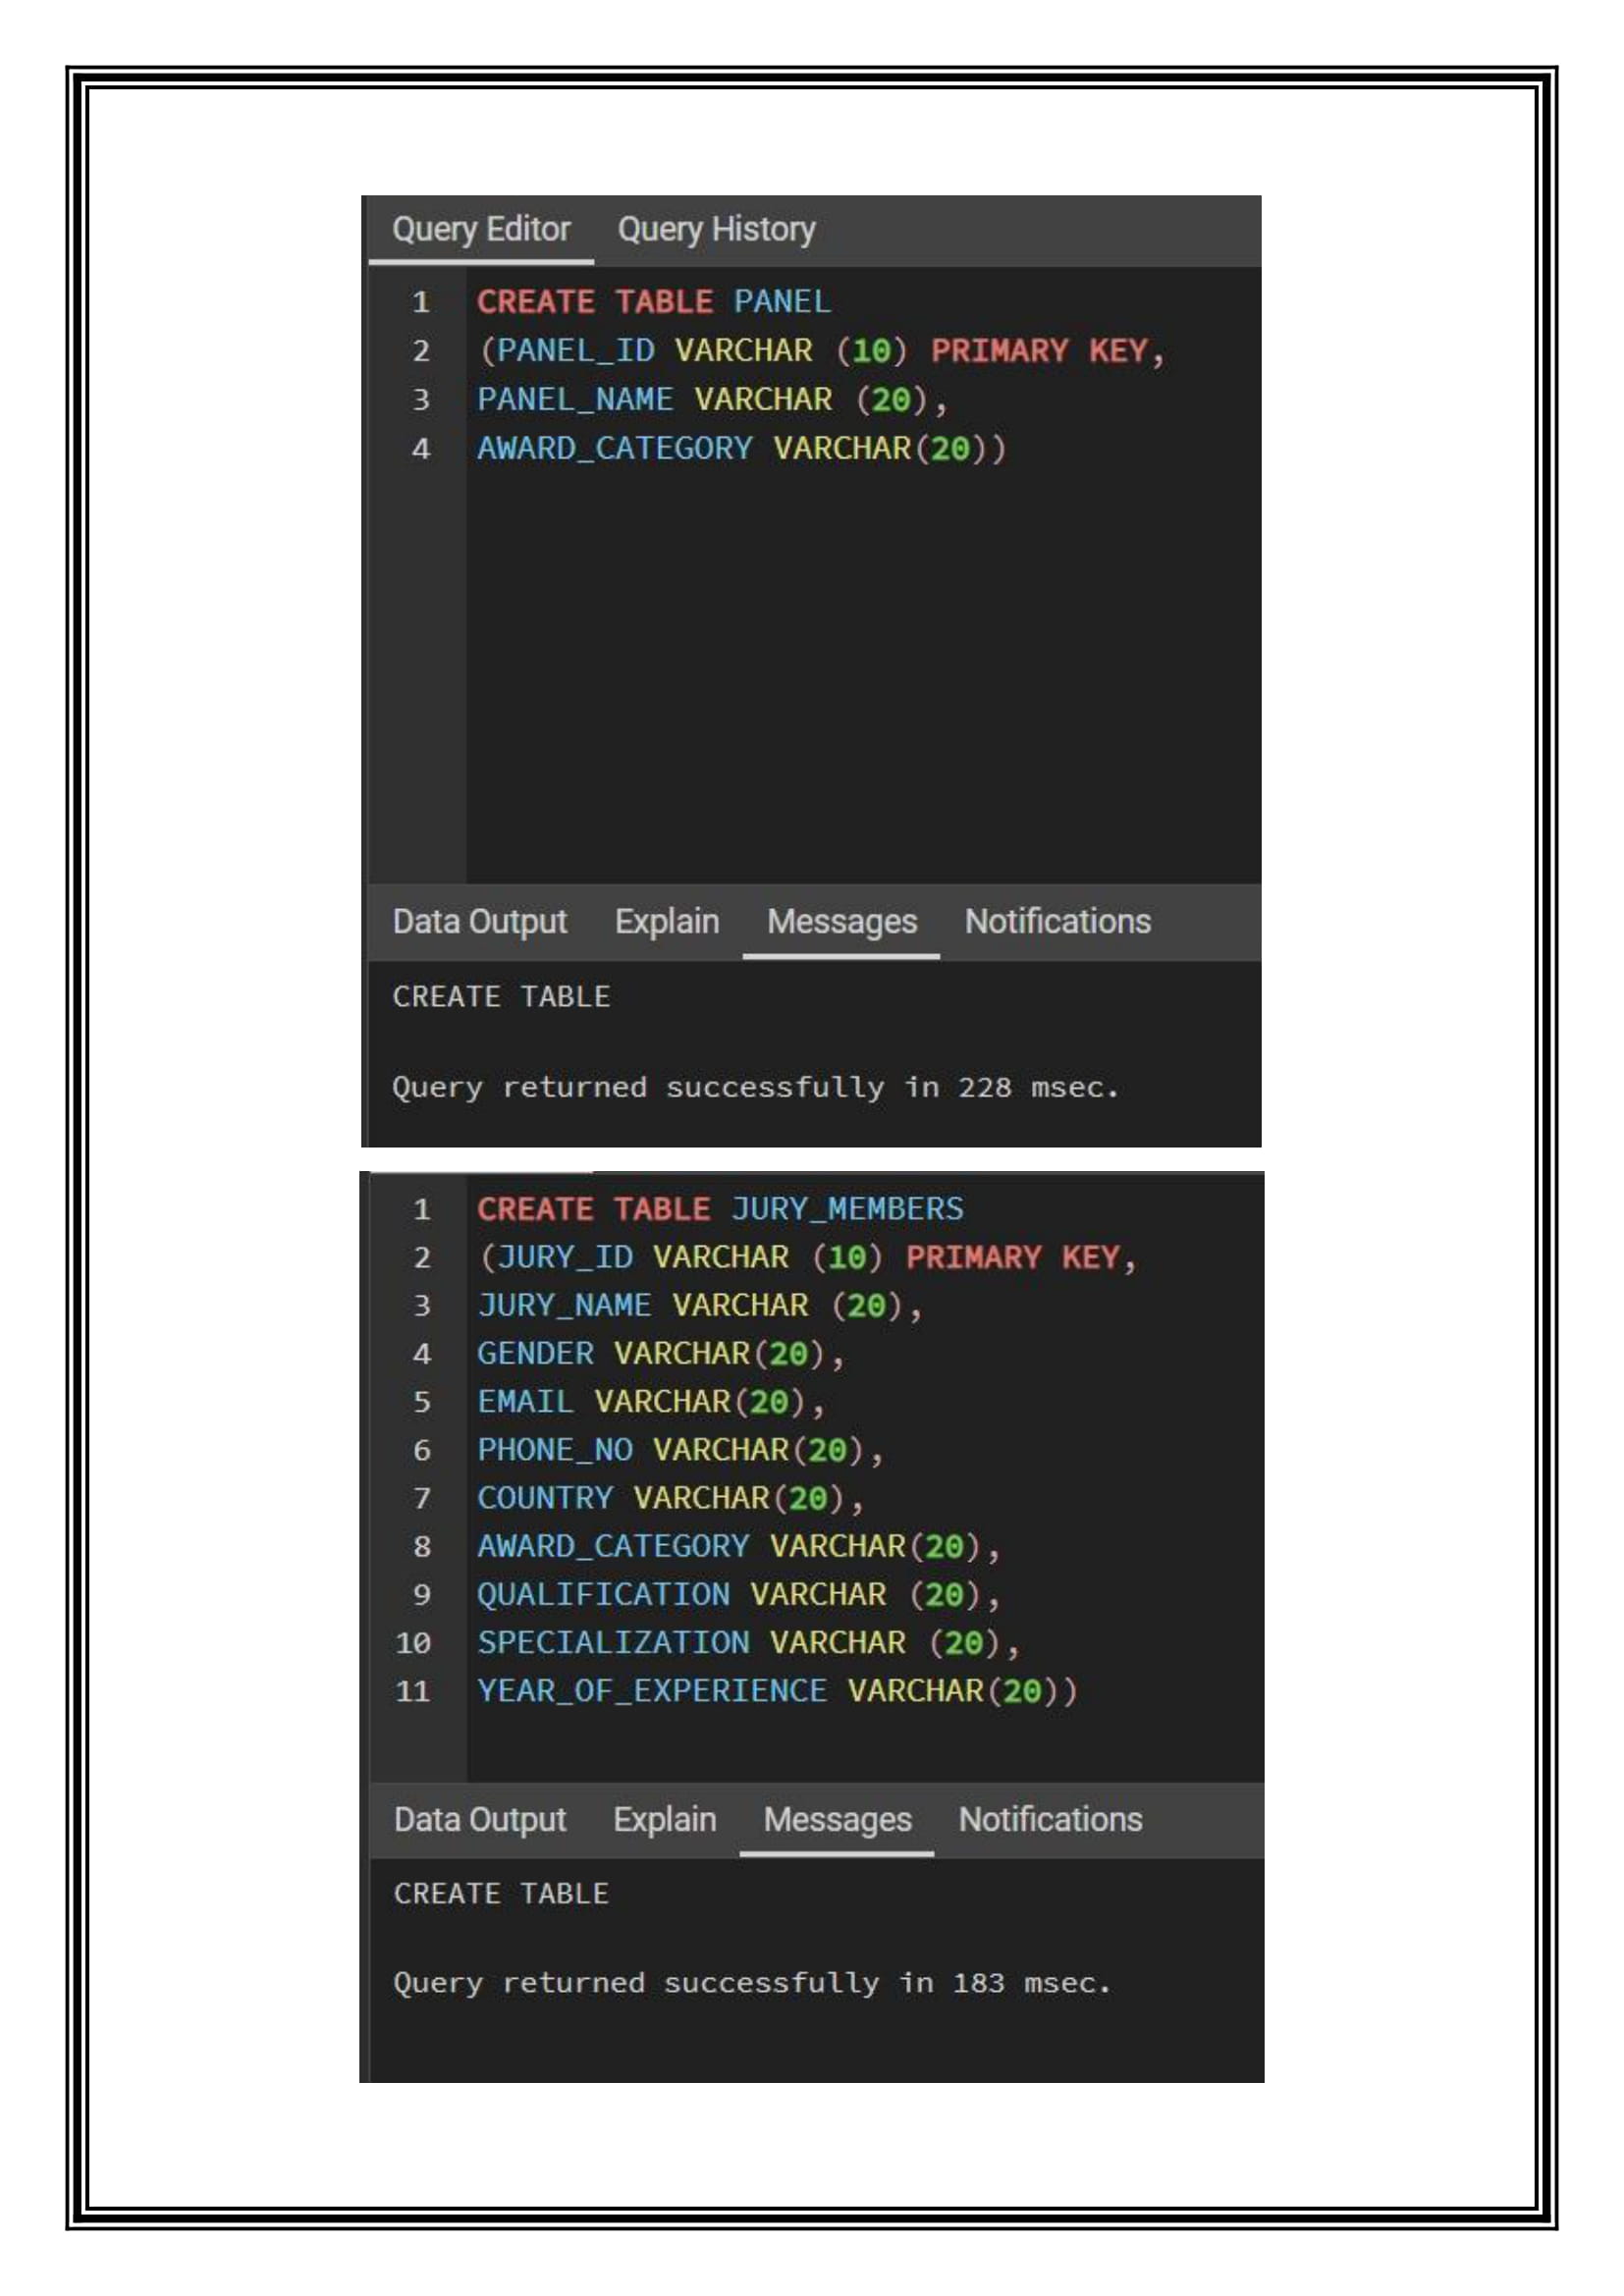 Query Editor Query History
1 CREATE TABLE PANEL
2 (PANEL_ID VARCHAR (10) PRIMARY KEY,
3 PANEL_NAME VARCHAR (20),
4 AWARD_CATEGORY VARCHAR(20))
Data Output Explain Messages Notifications
CREATE TABLE
Query returned successfully in 228 msec.
1 CREATE TABLE JURY_MEMBERS
2 (JURY_ID VARCHAR (10) PRIMARY KEY,
3 JURY_NAME VARCHAR (20),
4 GENDER VARCHAR(20),
5 EMAIL VARCHAR(20),
6 PHONE_NO VARCHAR(20),
7 COUNTRY VARCHAR(20),
8 AWARD_CATEGORY VARCHAR(20),
9 QUALIFICATION VARCHAR (20),
10 SPECIALIZATION VARCHAR (20),
11 YEAR_OF_EXPERIENCE VARCHAR(20))
Data Output Explain Messages Notifications
CREATE TABLE
Query returned successfully in 183 msec.